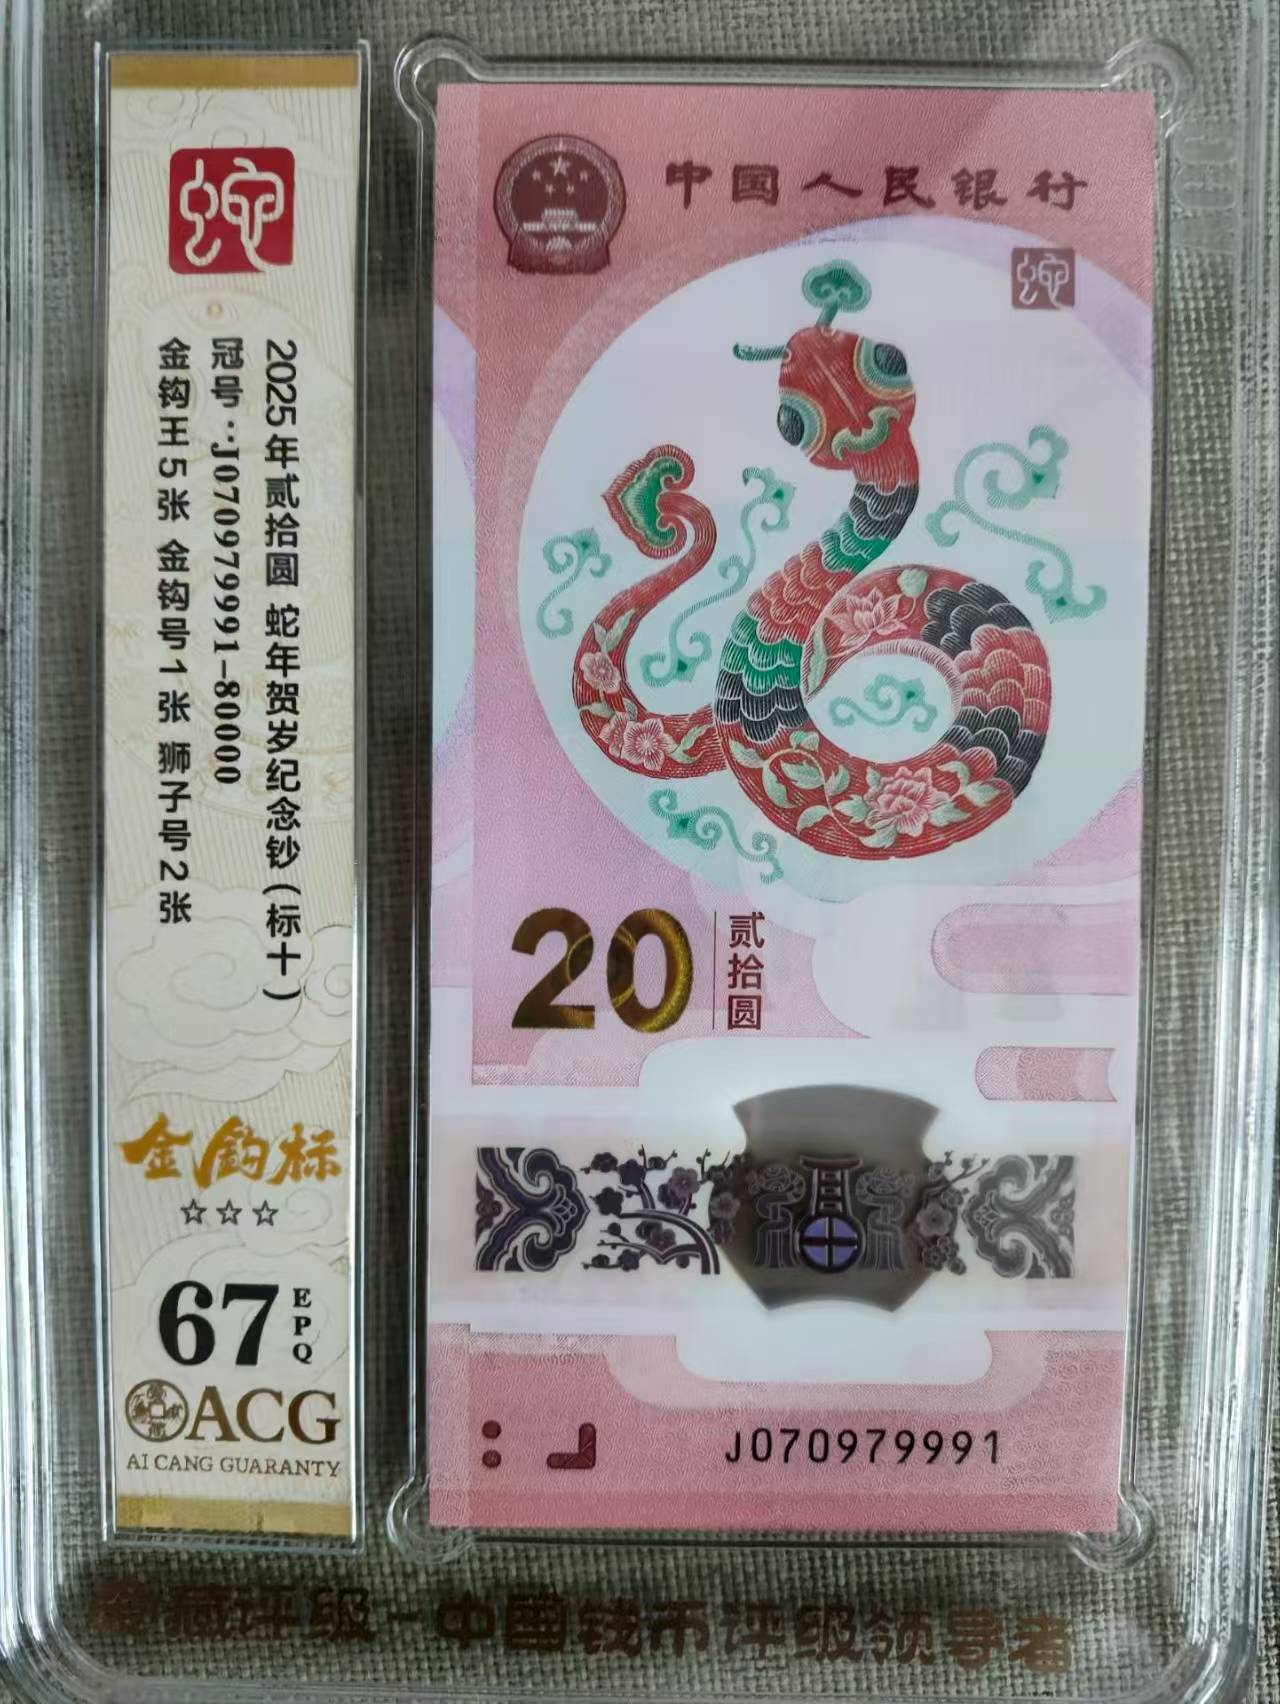 蛇
2025年贰拾圆 蛇年贺岁纪念钞(标十)
冠号:J070979991-80000
金钩王5张 金钩号1张 狮子号2张
金钩标
☆☆☆
67
EPQ
ACG
AI CANG GUARANTY
中国人民银行
蛇
20
贰拾圆
J070979991
藏评级-中国钱币评级领导者